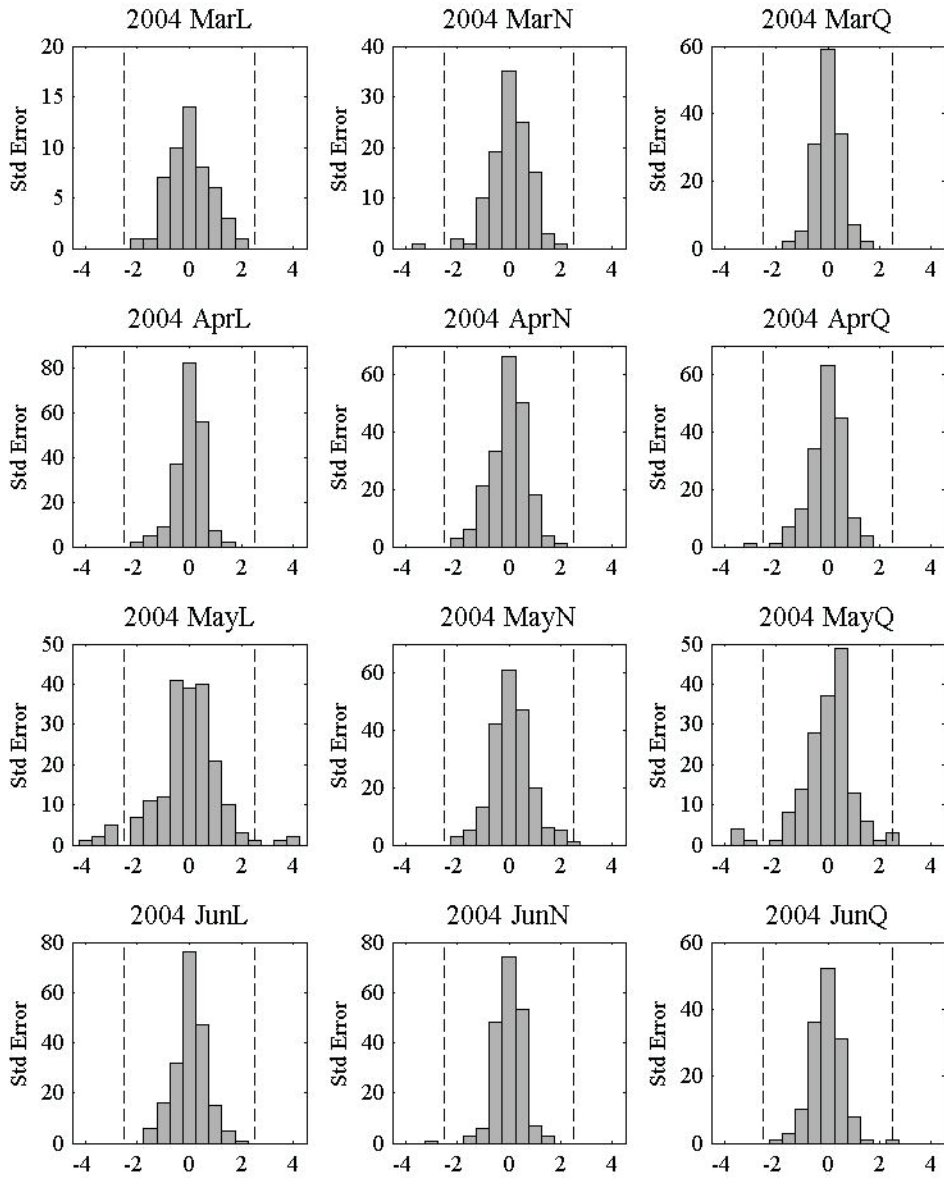 2004 MarL
2004 MarN
2004 MarQ
20
15
10
5
0
Std Error
-4 -2 0 2 4
40
30
20
10
0
Std Error
-4 -2 0 2 4
60
40
20
0
Std Error
-4 -2 0 2 4
2004 AprL
2004 AprN
2004 AprQ
80
60
40
20
0
Std Error
-4 -2 0 2 4
60
40
20
0
Std Error
-4 -2 0 2 4
60
40
20
0
Std Error
-4 -2 0 2 4
2004 MayL
2004 MayN
2004 MayQ
50
40
30
20
10
0
Std Error
-4 -2 0 2 4
60
40
20
0
Std Error
-4 -2 0 2 4
50
40
30
20
10
0
Std Error
-4 -2 0 2 4
2004 JunL
2004 JunN
2004 JunQ
80
60
40
20
0
Std Error
-4 -2 0 2 4
80
60
40
20
0
Std Error
-4 -2 0 2 4
60
40
20
0
Std Error
-4 -2 0 2 4